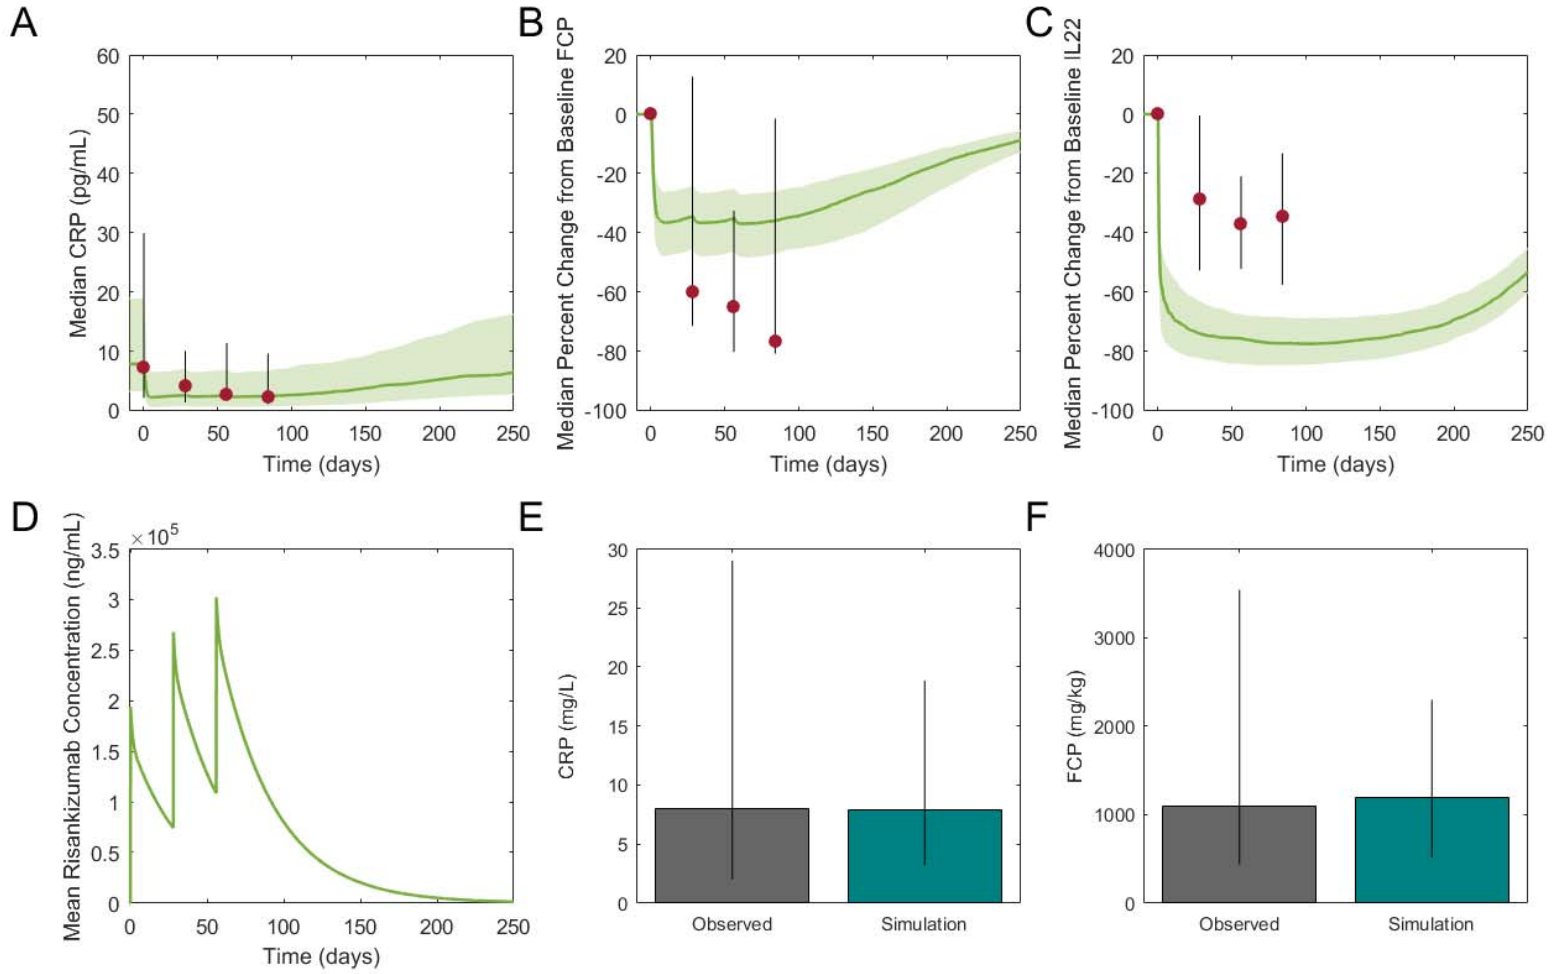 A
Median CRP (pg/mL)
60
50
40
30
20
10
0
0 50 100 150 200 250
Time (days)
B
Median Percent Change from Baseline FCP
20
0
-20
-40
-60
-80
-100
0 50 100 150 200 250
Time (days)
C
Median Percent Change from Baseline IL22
20
0
-20
-40
-60
-80
-100
0 50 100 150 200 250
Time (days)
D
Mean Risankizumab Concentration (ng/mL)
×10^5
3.5
3
2.5
2
1.5
1
0.5
0
0 50 100 150 200 250
Time (days)
E
CRP (mg/L)
30
25
20
15
10
5
0
Observed Simulation
F
FCP (mg/kg)
4000
3000
2000
1000
0
Observed Simulation